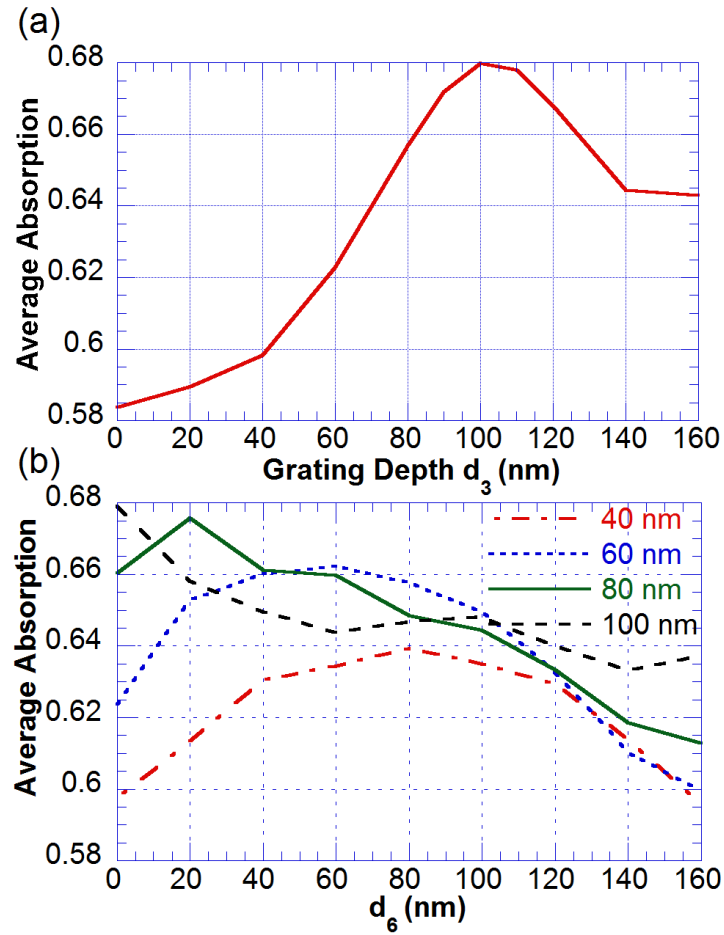 (a)
0.68
0.66
0.64
0.62
0.6
0.58
Average Absorption
0 20 40 60 80 100 120 140 160
Grating Depth d3 (nm)
(b)
0.68
0.66
0.64
0.62
0.6
0.58
Average Absorption
40 nm
60 nm
80 nm
100 nm
0 20 40 60 80 100 120 140 160
d6 (nm)